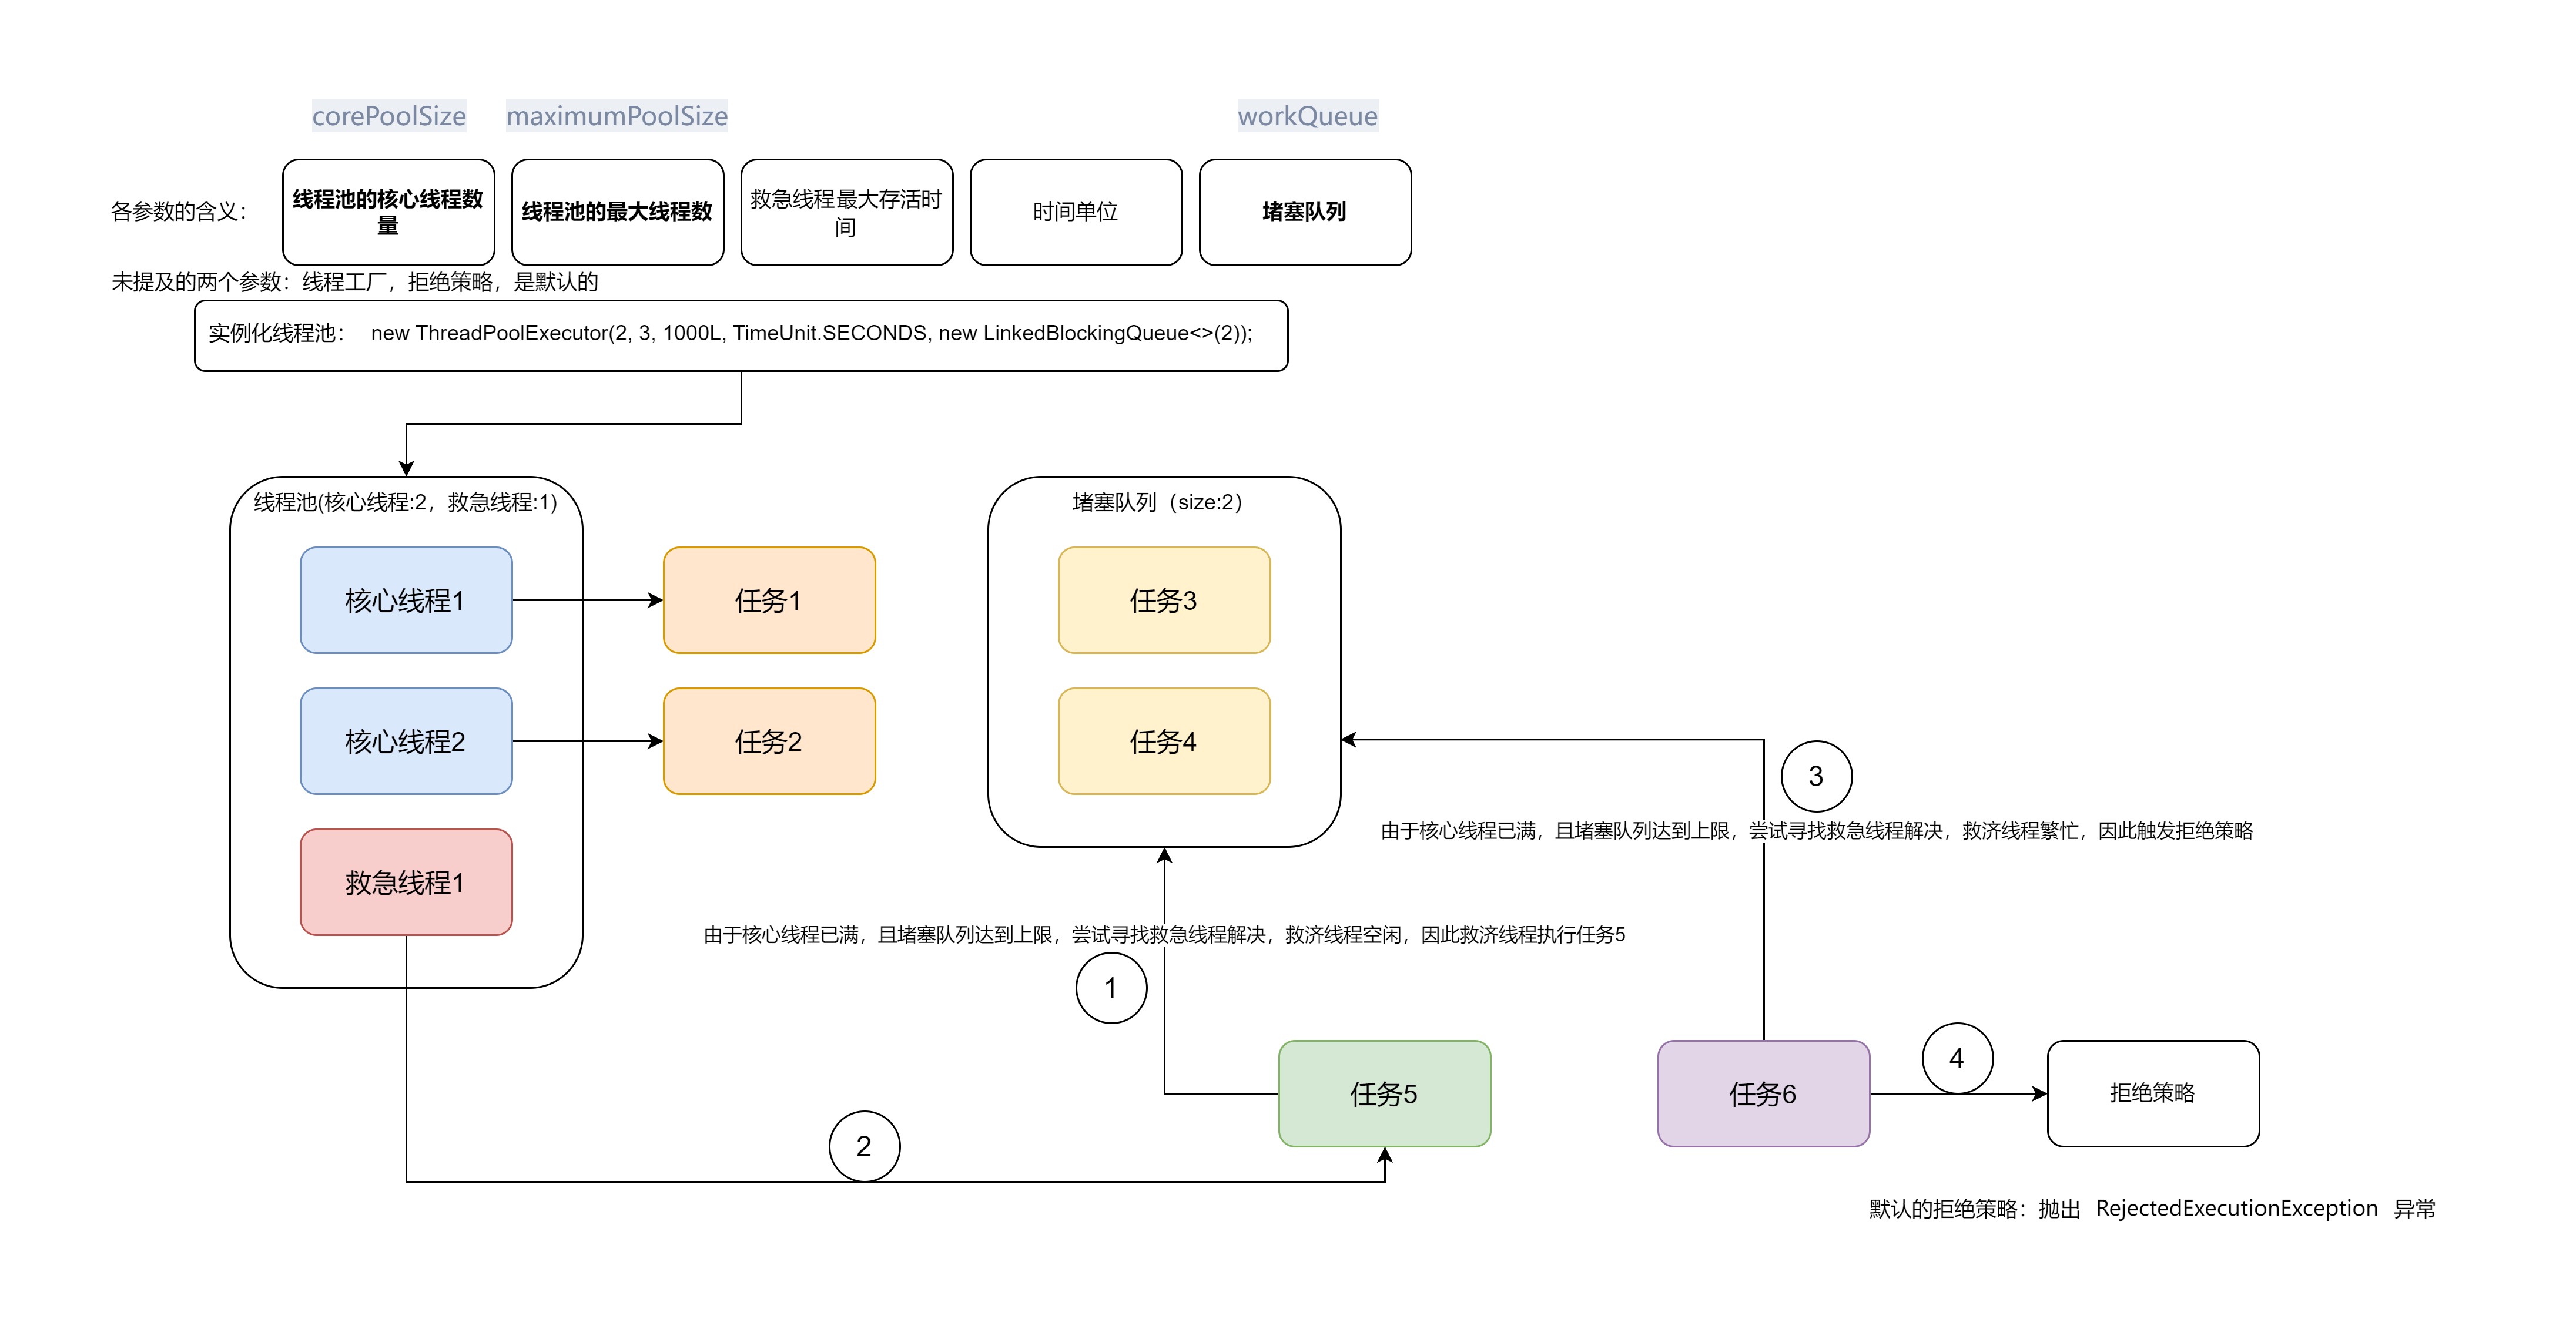 corePoolSize
maximumPoolSize
workQueue
各参数的含义：
线程池的核心线程数
量
线程池的最大线程数
救急线程最大存活时
间
时间单位
堵塞队列
未提及的两个参数：线程工厂，拒绝策略，是默认的
实例化线程池： new ThreadPoolExecutor(2, 3, 1000L, TimeUnit.SECONDS, new LinkedBlockingQueue<>(2));
线程池(核心线程:2，救急线程:1)
堵塞队列（size:2）
核心线程1
任务1
任务3
核心线程2
任务2
任务4
3
由于核心线程已满，且堵塞队列达到上限，尝试寻找救急线程解决，救济线程繁忙，因此触发拒绝策略
救急线程1
由于核心线程已满，且堵塞队列达到上限，尝试寻找救急线程解决，救济线程空闲，因此救济线程执行任务5
1
任务5
任务6
4
拒绝策略
2
默认的拒绝策略：抛出 RejectedExecutionException 异常